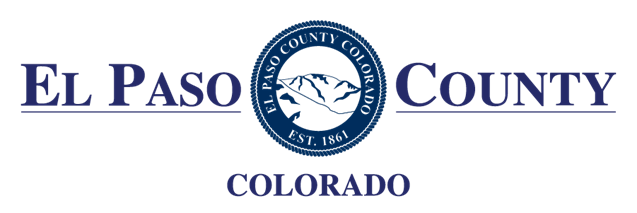 EL PASO COUNTY
EL PASO COUNTY COLORADO
EST. 1861
COLORADO